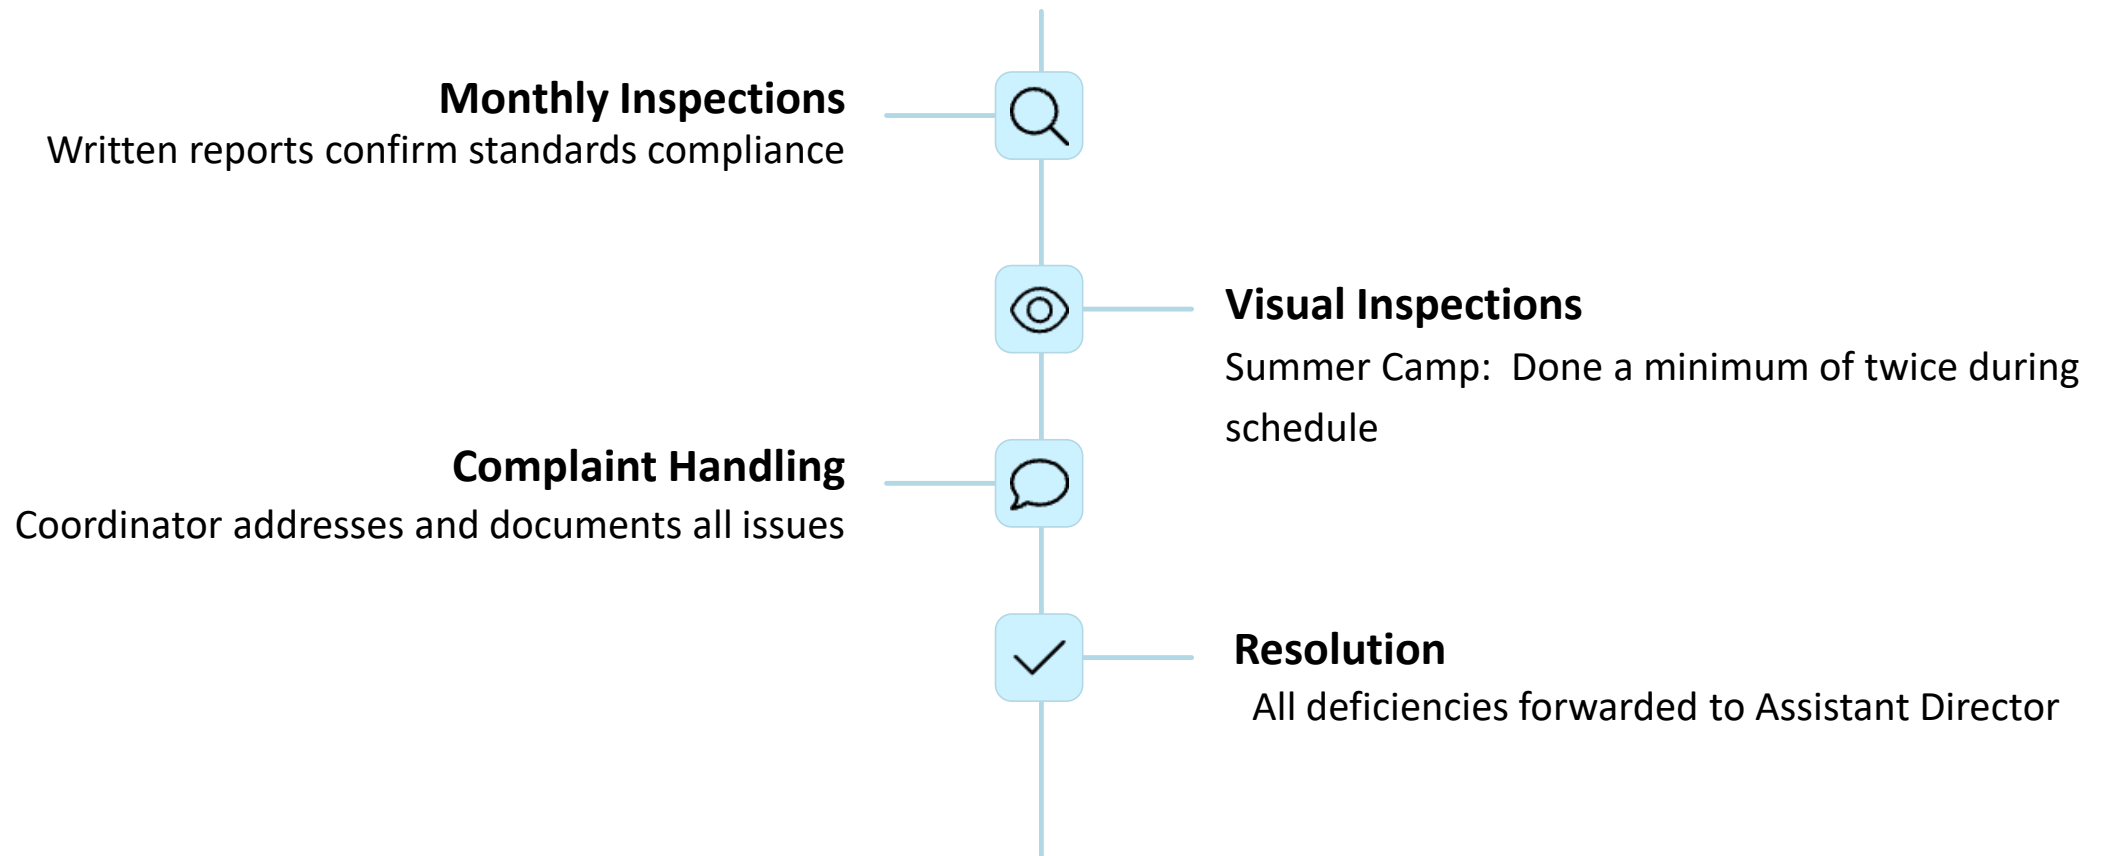 Monthly Inspections
Written reports confirm standards compliance
Visual Inspections
Summer Camp:  Done a minimum of twice during
schedule
Complaint Handling
Coordinator addresses and documents all issues
Resolution
All deficiencies forwarded to Assistant Director